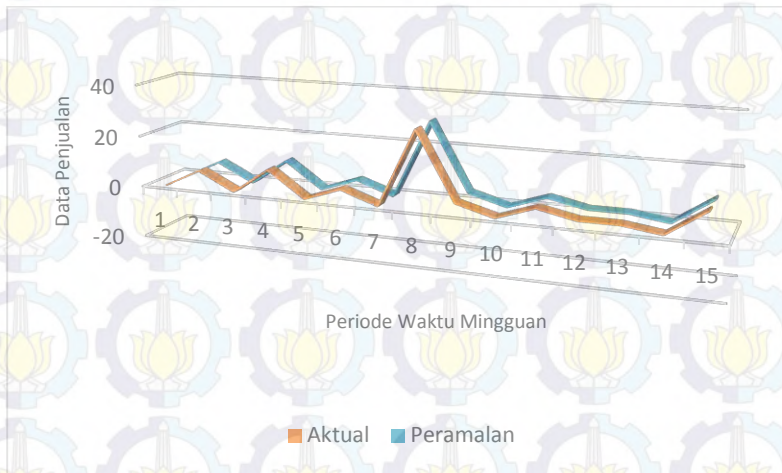 40
20
0
-20
Data Penjualan
1 2 3 4 5 6 7 8 9 10 11 12 13 14 15
Periode Waktu Mingguan
Aktual Peramalan